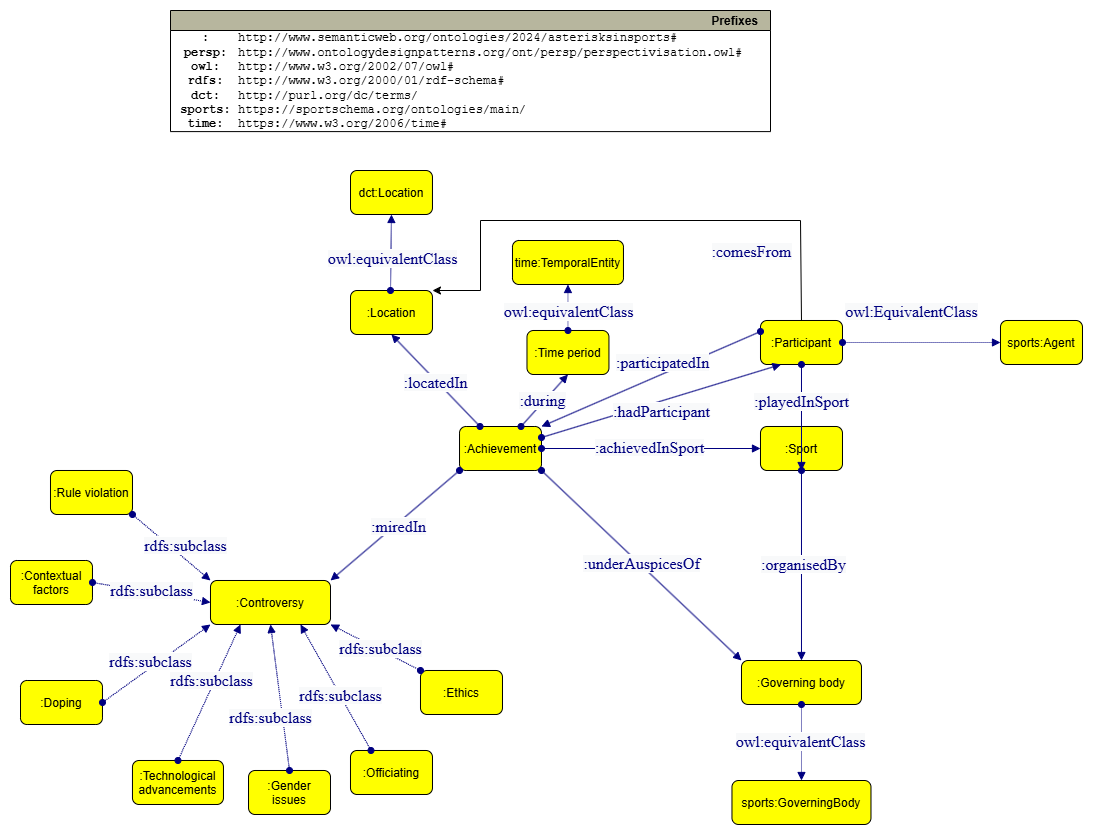 Prefixes
: http://www.semanticweb.org/ontologies/2024/asterisksinsports#
persp: http://www.ontologydesignpatterns.org/ont/persp/perspectivisation.owl#
owl: http://www.w3.org/2002/07/owl#
rdfs: http://www.w3.org/2000/01/rdf-schema#
dct: http://purl.org/dc/terms/
sports: https://sportschema.org/ontologies/main/
time: https://www.w3.org/2006/time#
dct:Location
owl:equivalentClass
:Location
time:TemporalEntity
owl:equivalentClass
:Time period
:comesFrom
owl:EquivalentClass
:Participant
sports:Agent
:participatedIn
:locatedIn
:during
:hadParticipant
:playedInSport
:Achievement
:achievedInSport
:Sport
:Rule violation
rdfs:subclass
:miredIn
:underAuspicesOf
:organisedBy
:Contextual
factors
rdfs:subclass
:Controversy
rdfs:subclass
rdfs:subclass
rdfs:subclass
rdfs:subclass
rdfs:subclass
:Doping
:Ethics
:Governing body
owl:equivalentClass
:Technological
advancements
:Gender
issues
:Officiating
sports:GoverningBody